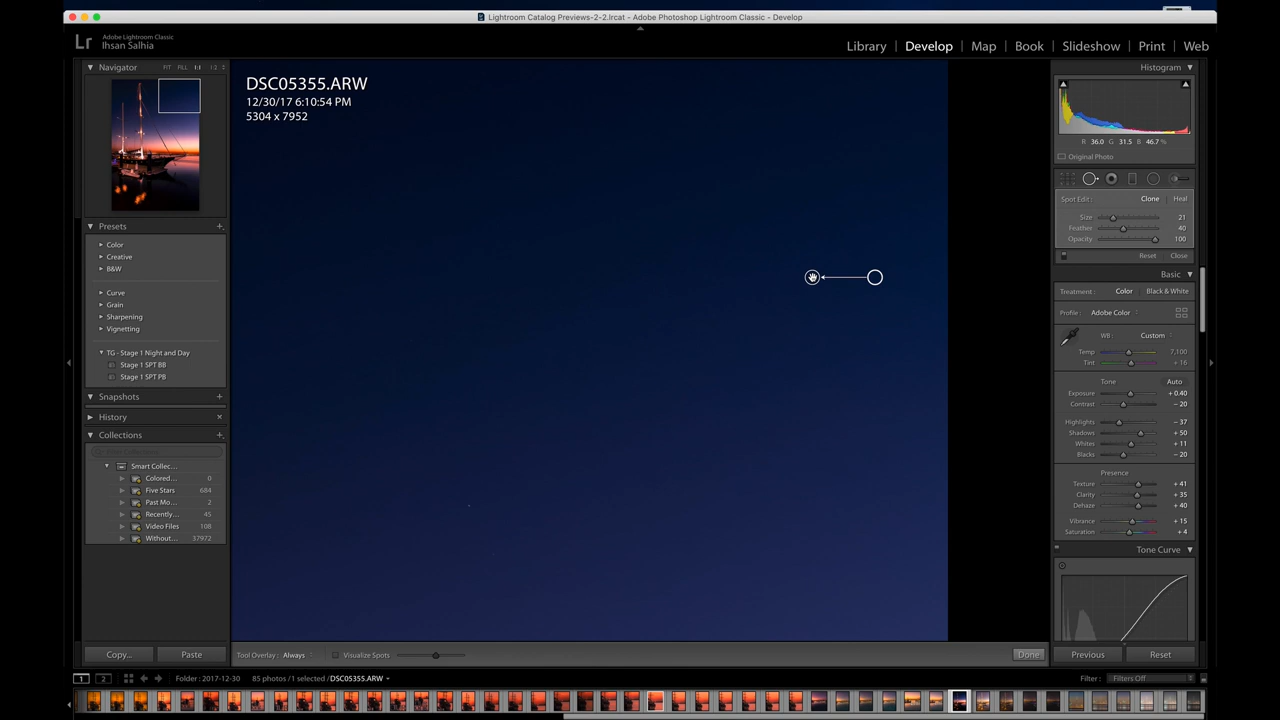 Lightroom Catalog Previews-2-2.lrcat - Adobe Photoshop Lightroom Classic - Develop
Lr
Adobe Lightroom Classic
Ihsan Salhia
Library | Develop | Map | Book | Slideshow | Print | Web
Navigator FIT FILL 1:1 1:2
Presets
Color
Creative
B&W
Curve
Grain
Sharpening
Vignetting
TG - Stage 1 Night and Day
Stage 1 SPT BB
Stage 1 SPT PB
Snapshots
History
Collections
Smart Collec...
Colored... 0
Five Stars 684
Past Mo... 2
Recently... 45
Video Files 108
Without... 37972
Copy... Paste
DSC05355.ARW
12/30/17 6:10:54 PM
5304 x 7952
Tool Overlay: Always Visualize Spots Done
Histogram
R 36.0 G 31.5 B 46.7 %
Original Photo
Spot Edit: Clone Heal
Size 21
Feather 40
Opacity 100
Reset Close
Basic
Treatment: Color Black & White
Profile: Adobe Color
WB: Custom
Temp 7,100
Tint + 16
Tone Auto
Exposure + 0.40
Contrast – 20
Highlights – 37
Shadows + 50
Whites + 11
Blacks – 20
Presence
Texture + 41
Clarity + 35
Dehaze + 40
Vibrance + 15
Saturation + 4
Tone Curve
Previous Reset
1 2 Folder : 2017-12-30 85 photos / 1 selected / DSC05355.ARW Filter : Filters Off